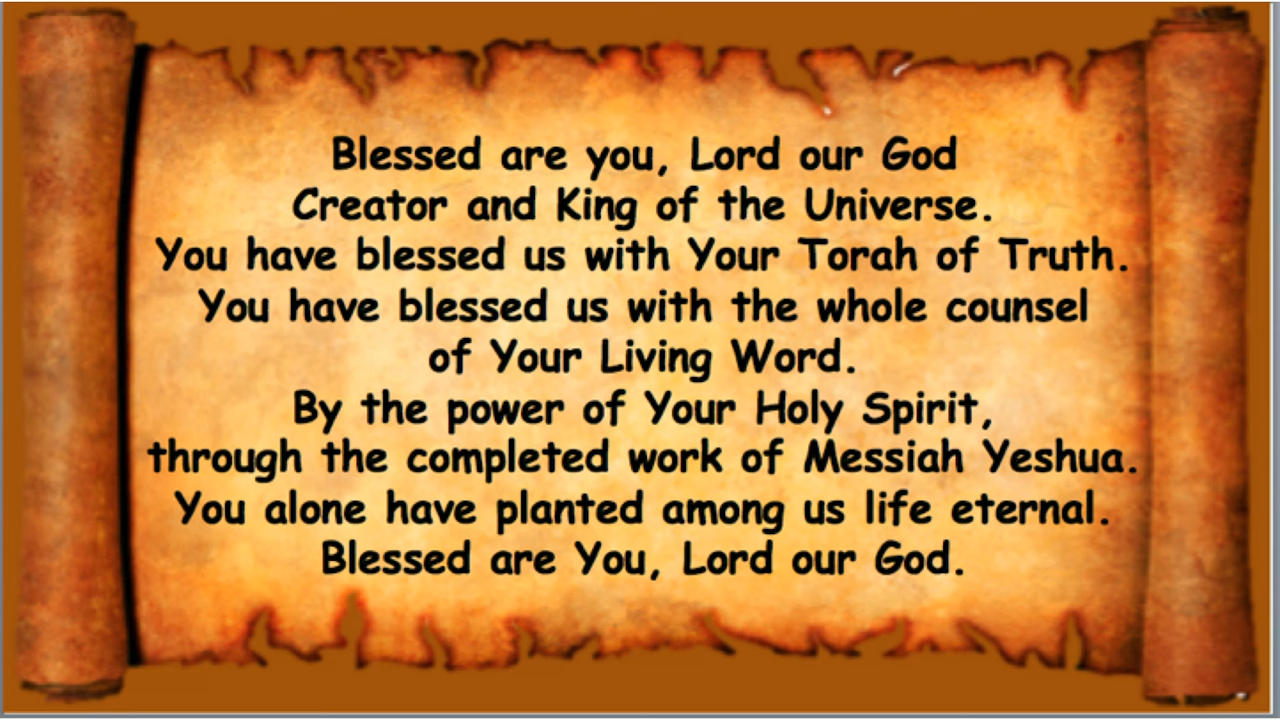 Blessed are you, Lord our God
Creator and King of the Universe.
You have blessed us with Your Torah of Truth.
You have blessed us with the whole counsel
of Your Living Word.
By the power of Your Holy Spirit,
through the completed work of Messiah Yeshua.
You alone have planted among us life eternal.
Blessed are You, Lord our God.